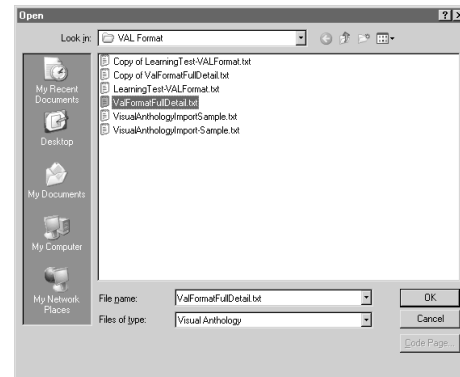 Open
Look in: VAL Format
Copy of LearningTest-VALFormat.txt
Copy of ValFormatFullDetail.txt
LearningTest-VALFormat.txt
ValFormatFullDetail.txt
VisualAnthologyImportSample.txt
VisualAnthologyImport-Sample.txt
My Recent
Documents
Desktop
My Documents
My Computer
My Network
Places
File name: ValFormatFullDetail.txt OK
Files of type: Visual Anthology Cancel
Code Page...